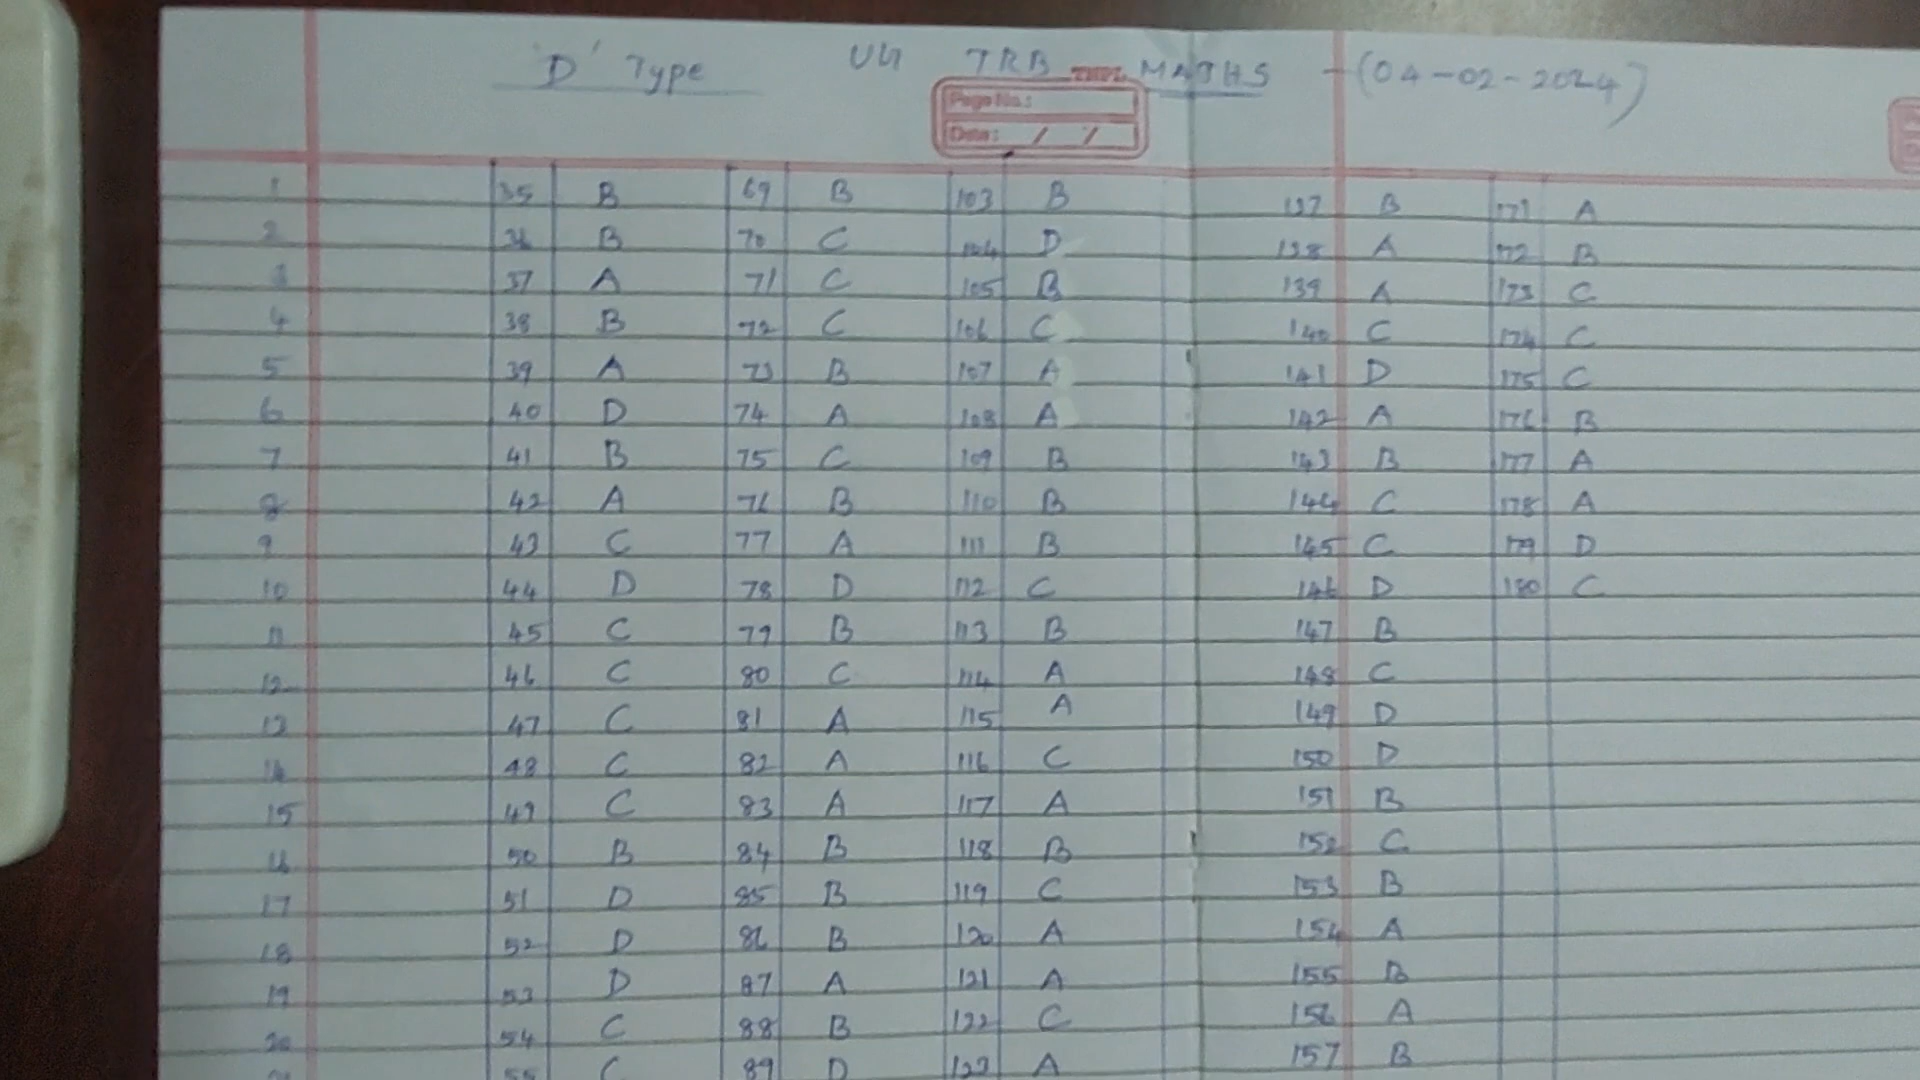 'D' Type UG TRB MATHS - (04-02-2024)
TNPL
Page No.:
Date: / /
1 35 B 69 B 103 B 137 B 171 A
2 36 B 70 C 104 D 138 A 172 B
3 37 A 71 C 105 B 139 A 173 C
4 38 B 72 C 106 C 140 C 174 C
5 39 A 73 B 107 A 141 D 175 C
6 40 D 74 A 108 A 142 A 176 B
7 41 B 75 C 109 B 143 B 177 A
8 42 A 76 B 110 B 144 C 178 A
9 43 C 77 A 111 B 145 C 179 D
10 44 D 78 D 112 C 146 D 180 C
11 45 C 79 B 113 B 147 B
12 46 C 80 C 114 A 148 C
13 47 C 81 A 115 A 149 D
14 48 C 82 A 116 C 150 D
15 49 C 83 A 117 A 151 B
16 50 B 84 B 118 B 152 C
17 51 D 85 B 119 C 153 B
18 52 D 86 B 120 A 154 A
19 53 D 87 A 121 A 155 B
20 54 C 88 B 122 C 156 A
55 C 89 D 123 A 157 B